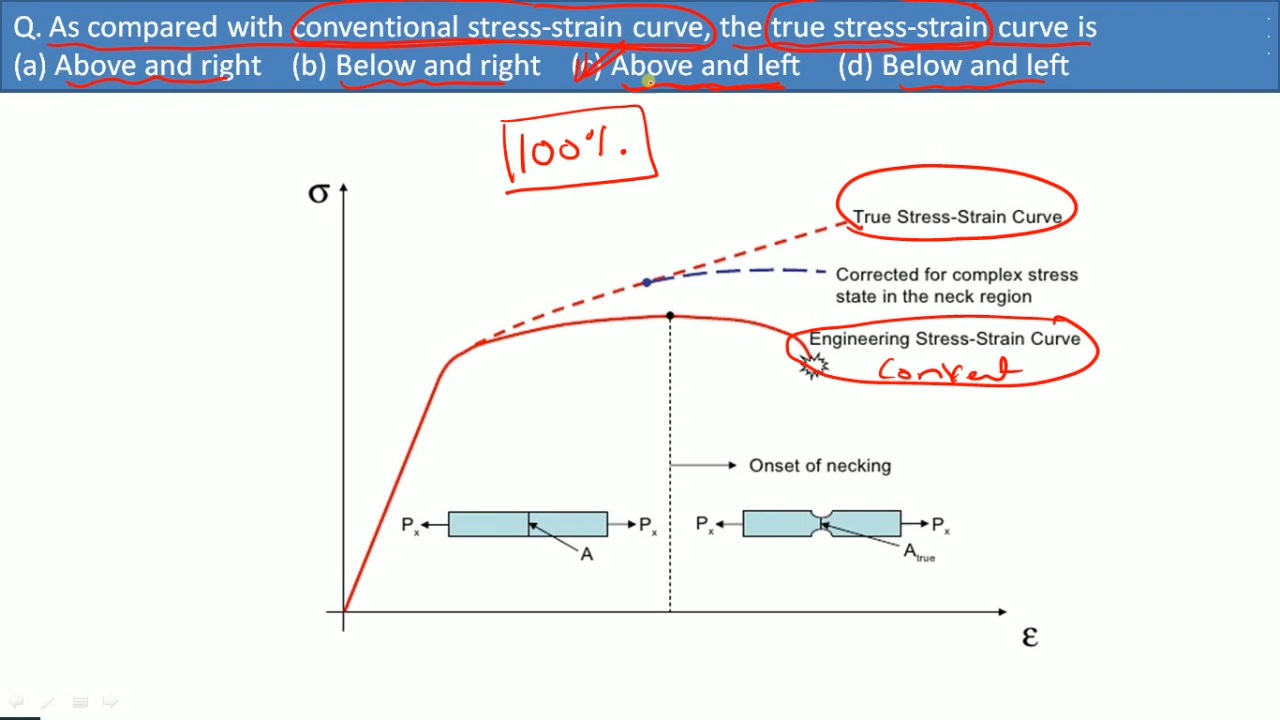 Q. As compared with conventional stress-strain curve, the true stress-strain curve is
(a) Above and right (b) Below and right (c) Above and left (d) Below and left
100%.
σ
True Stress-Strain Curve
Corrected for complex stress
state in the neck region
Engineering Stress-Strain Curve
Convent
Onset of necking
Px Px Px Px
A Atrue
ε